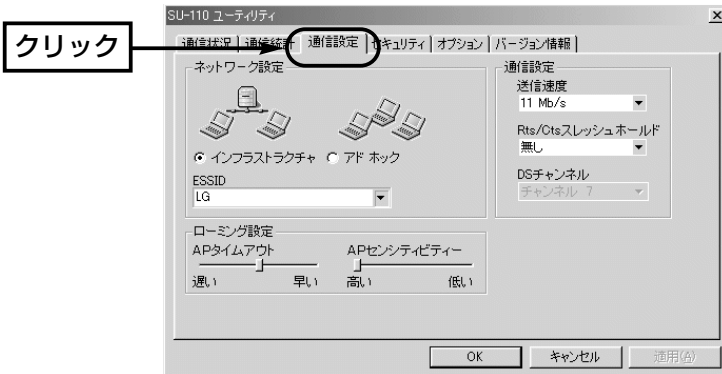 SU-110 ユーティリティ
クリック
通信状況 通信統計 通信設定 セキュリティ オプション バージョン情報
ネットワーク設定
インフラストラクチャ アド ホック
ESSID
LG
ローミング設定
APタイムアウト APセンシティビティー
遅い 早い 高い 低い
通信設定
送信速度
11 Mb/s
Rts/Ctsスレッシュホールド
無し
DSチャンネル
チャンネル 7
OK キャンセル 適用(A)